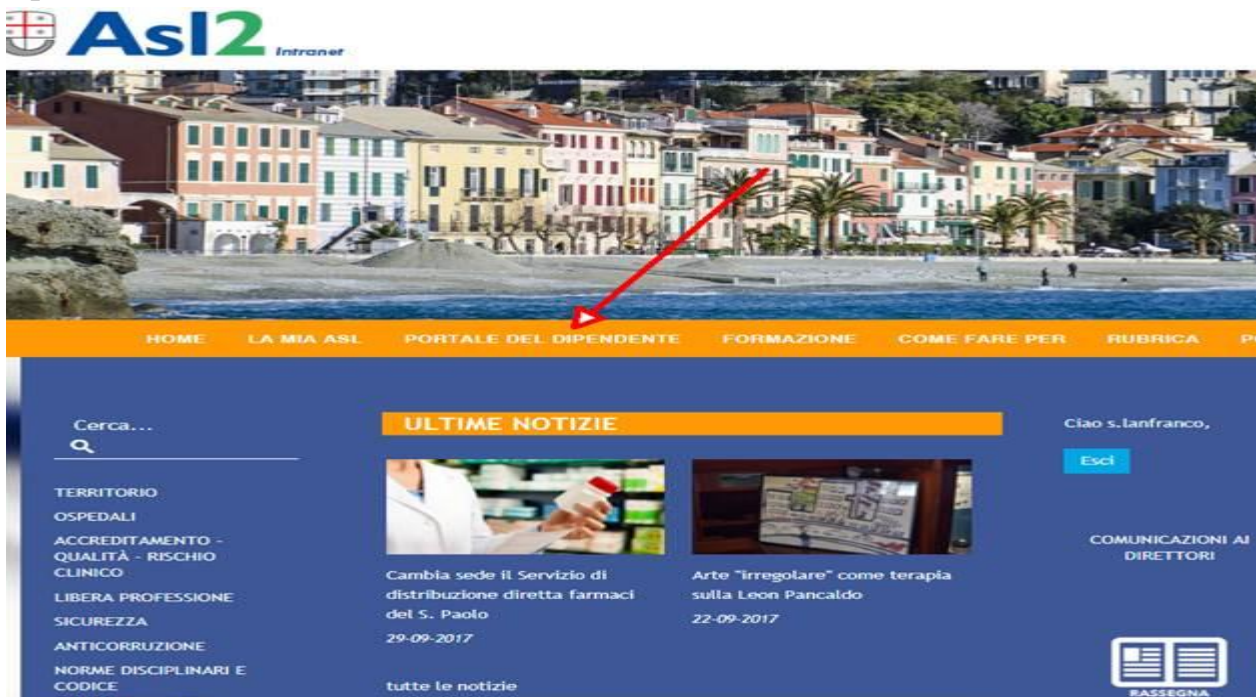 Asl2 Intranet
HOME LA MIA ASL PORTALE DEL DIPENDENTE FORMAZIONE COME FARE PER RUBRICA
Cerca...
TERRITORIO
OSPEDALI
ACCREDITAMENTO -
QUALITÀ - RISCHIO
CLINICO
LIBERA PROFESSIONE
SICUREZZA
ANTICORRUZIONE
NORME DISCIPLINARI E
CODICE
ULTIME NOTIZIE
Cambia sede il Servizio di
distribuzione diretta farmaci
del S. Paolo
29-09-2017
Arte "irregolare" come terapia
sulla Leon Pancaldo
22-09-2017
tutte le notizie
Ciao s.lanfranco,
Esci
COMUNICAZIONI AI
DIRETTORI
RASSEGNA